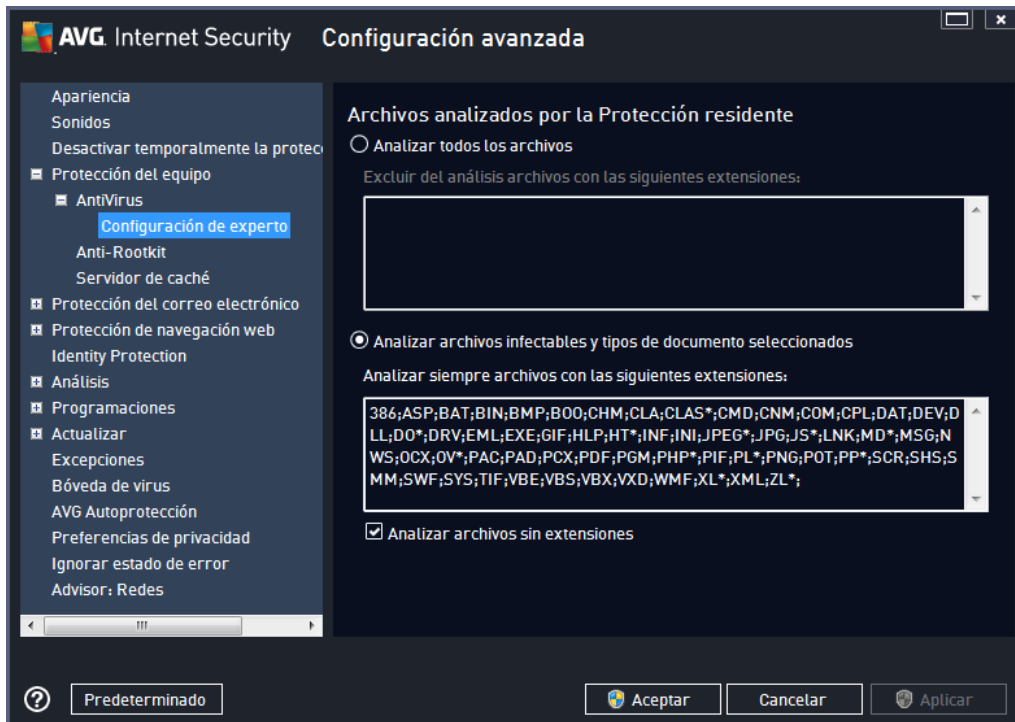 AVG. Internet Security Configuración avanzada
Apariencia
Sonidos
Desactivar temporalmente la protec
Protección del equipo
AntiVirus
Configuración de experto
Anti-Rootkit
Servidor de caché
Protección del correo electrónico
Protección de navegación web
Identity Protection
Análisis
Programaciones
Actualizar
Excepciones
Bóveda de virus
AVG Autoprotección
Preferencias de privacidad
Ignorar estado de error
Advisor: Redes
Archivos analizados por la Protección residente
Analizar todos los archivos
Excluir del análisis archivos con las siguientes extensiones:
Analizar archivos infectables y tipos de documento seleccionados
Analizar siempre archivos con las siguientes extensiones:
386;ASP;BAT;BIN;BMP;BOO;CHM;CLA;CLAS*;CMD;CNM;COM;CPL;DAT;DEV;D
LL;DO*;DRV;EML;EXE;GIF;HLP;HT*;INF;INI;JPEG*;JPG;JS*;LNK;MD*;MSG;N
WS;OCX;OV*;PAC;PAD;PCX;PDF;PGM;PHP*;PIF;PL*;PNG;POT;PP*;SCR;SHS;S
MM;SWF;SYS;TIF;VBE;VBS;VBX;VXD;WMF;XL*;XML;ZL*;
Analizar archivos sin extensiones
? Predeterminado
Aceptar
Cancelar
Aplicar